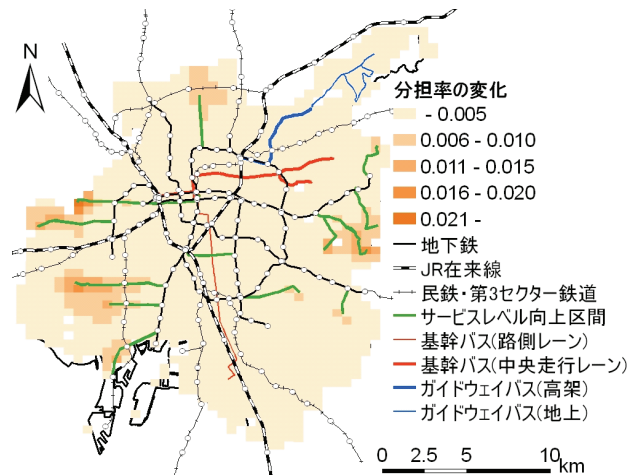 N
分担率の変化
- 0.005
0.006 - 0.010
0.011 - 0.015
0.016 - 0.020
0.021 -
地下鉄
JR在来線
民鉄・第3セクター鉄道
サービスレベル向上区間
基幹バス(路側レーン)
基幹バス(中央走行レーン)
ガイドウェイバス(高架)
ガイドウェイバス(地上)
0 2.5 5 10
km